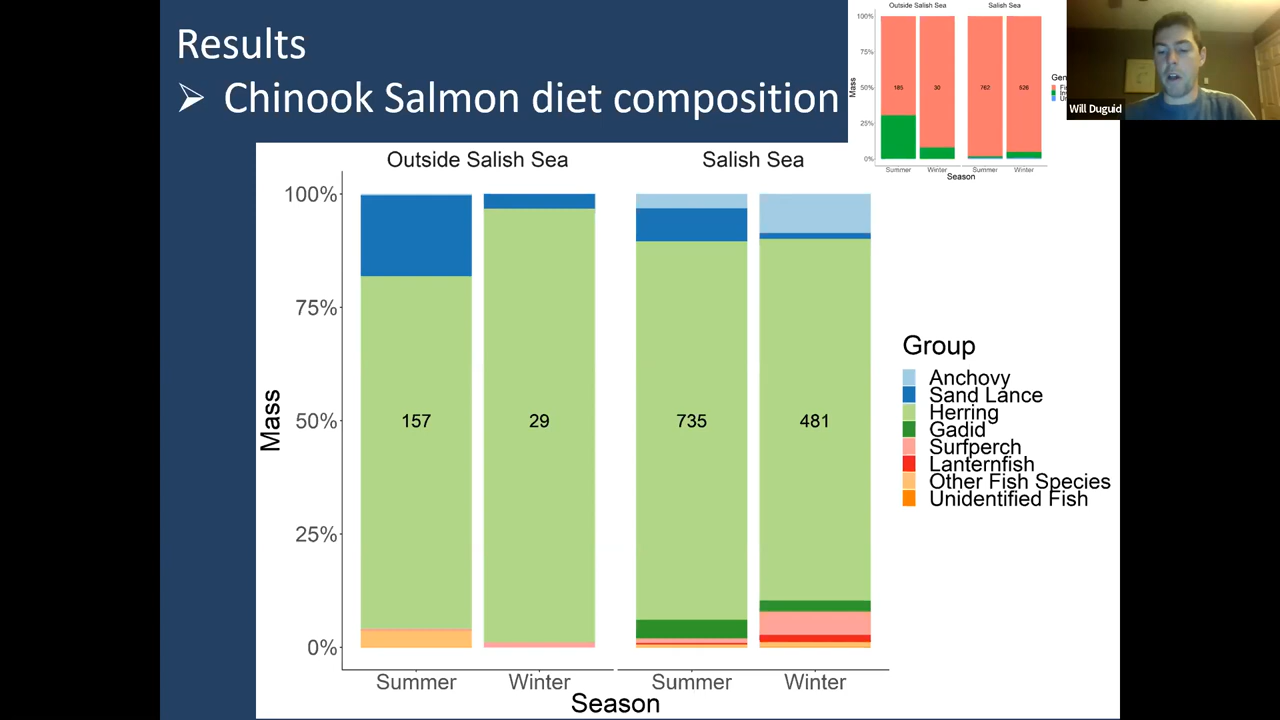 Results
➢ Chinook Salmon diet composition
Outside Salish Sea
Salish Sea
100%
75%
50%
25%
0%
Mass
185
30
762
526
Summer
Winter
Summer
Winter
Season
Will Duguid
Outside Salish Sea
Salish Sea
100%
75%
50%
25%
0%
Mass
157
29
735
481
Summer
Winter
Summer
Winter
Season
Group
Anchovy
Sand Lance
Herring
Gadid
Surfperch
Lanternfish
Other Fish Species
Unidentified Fish